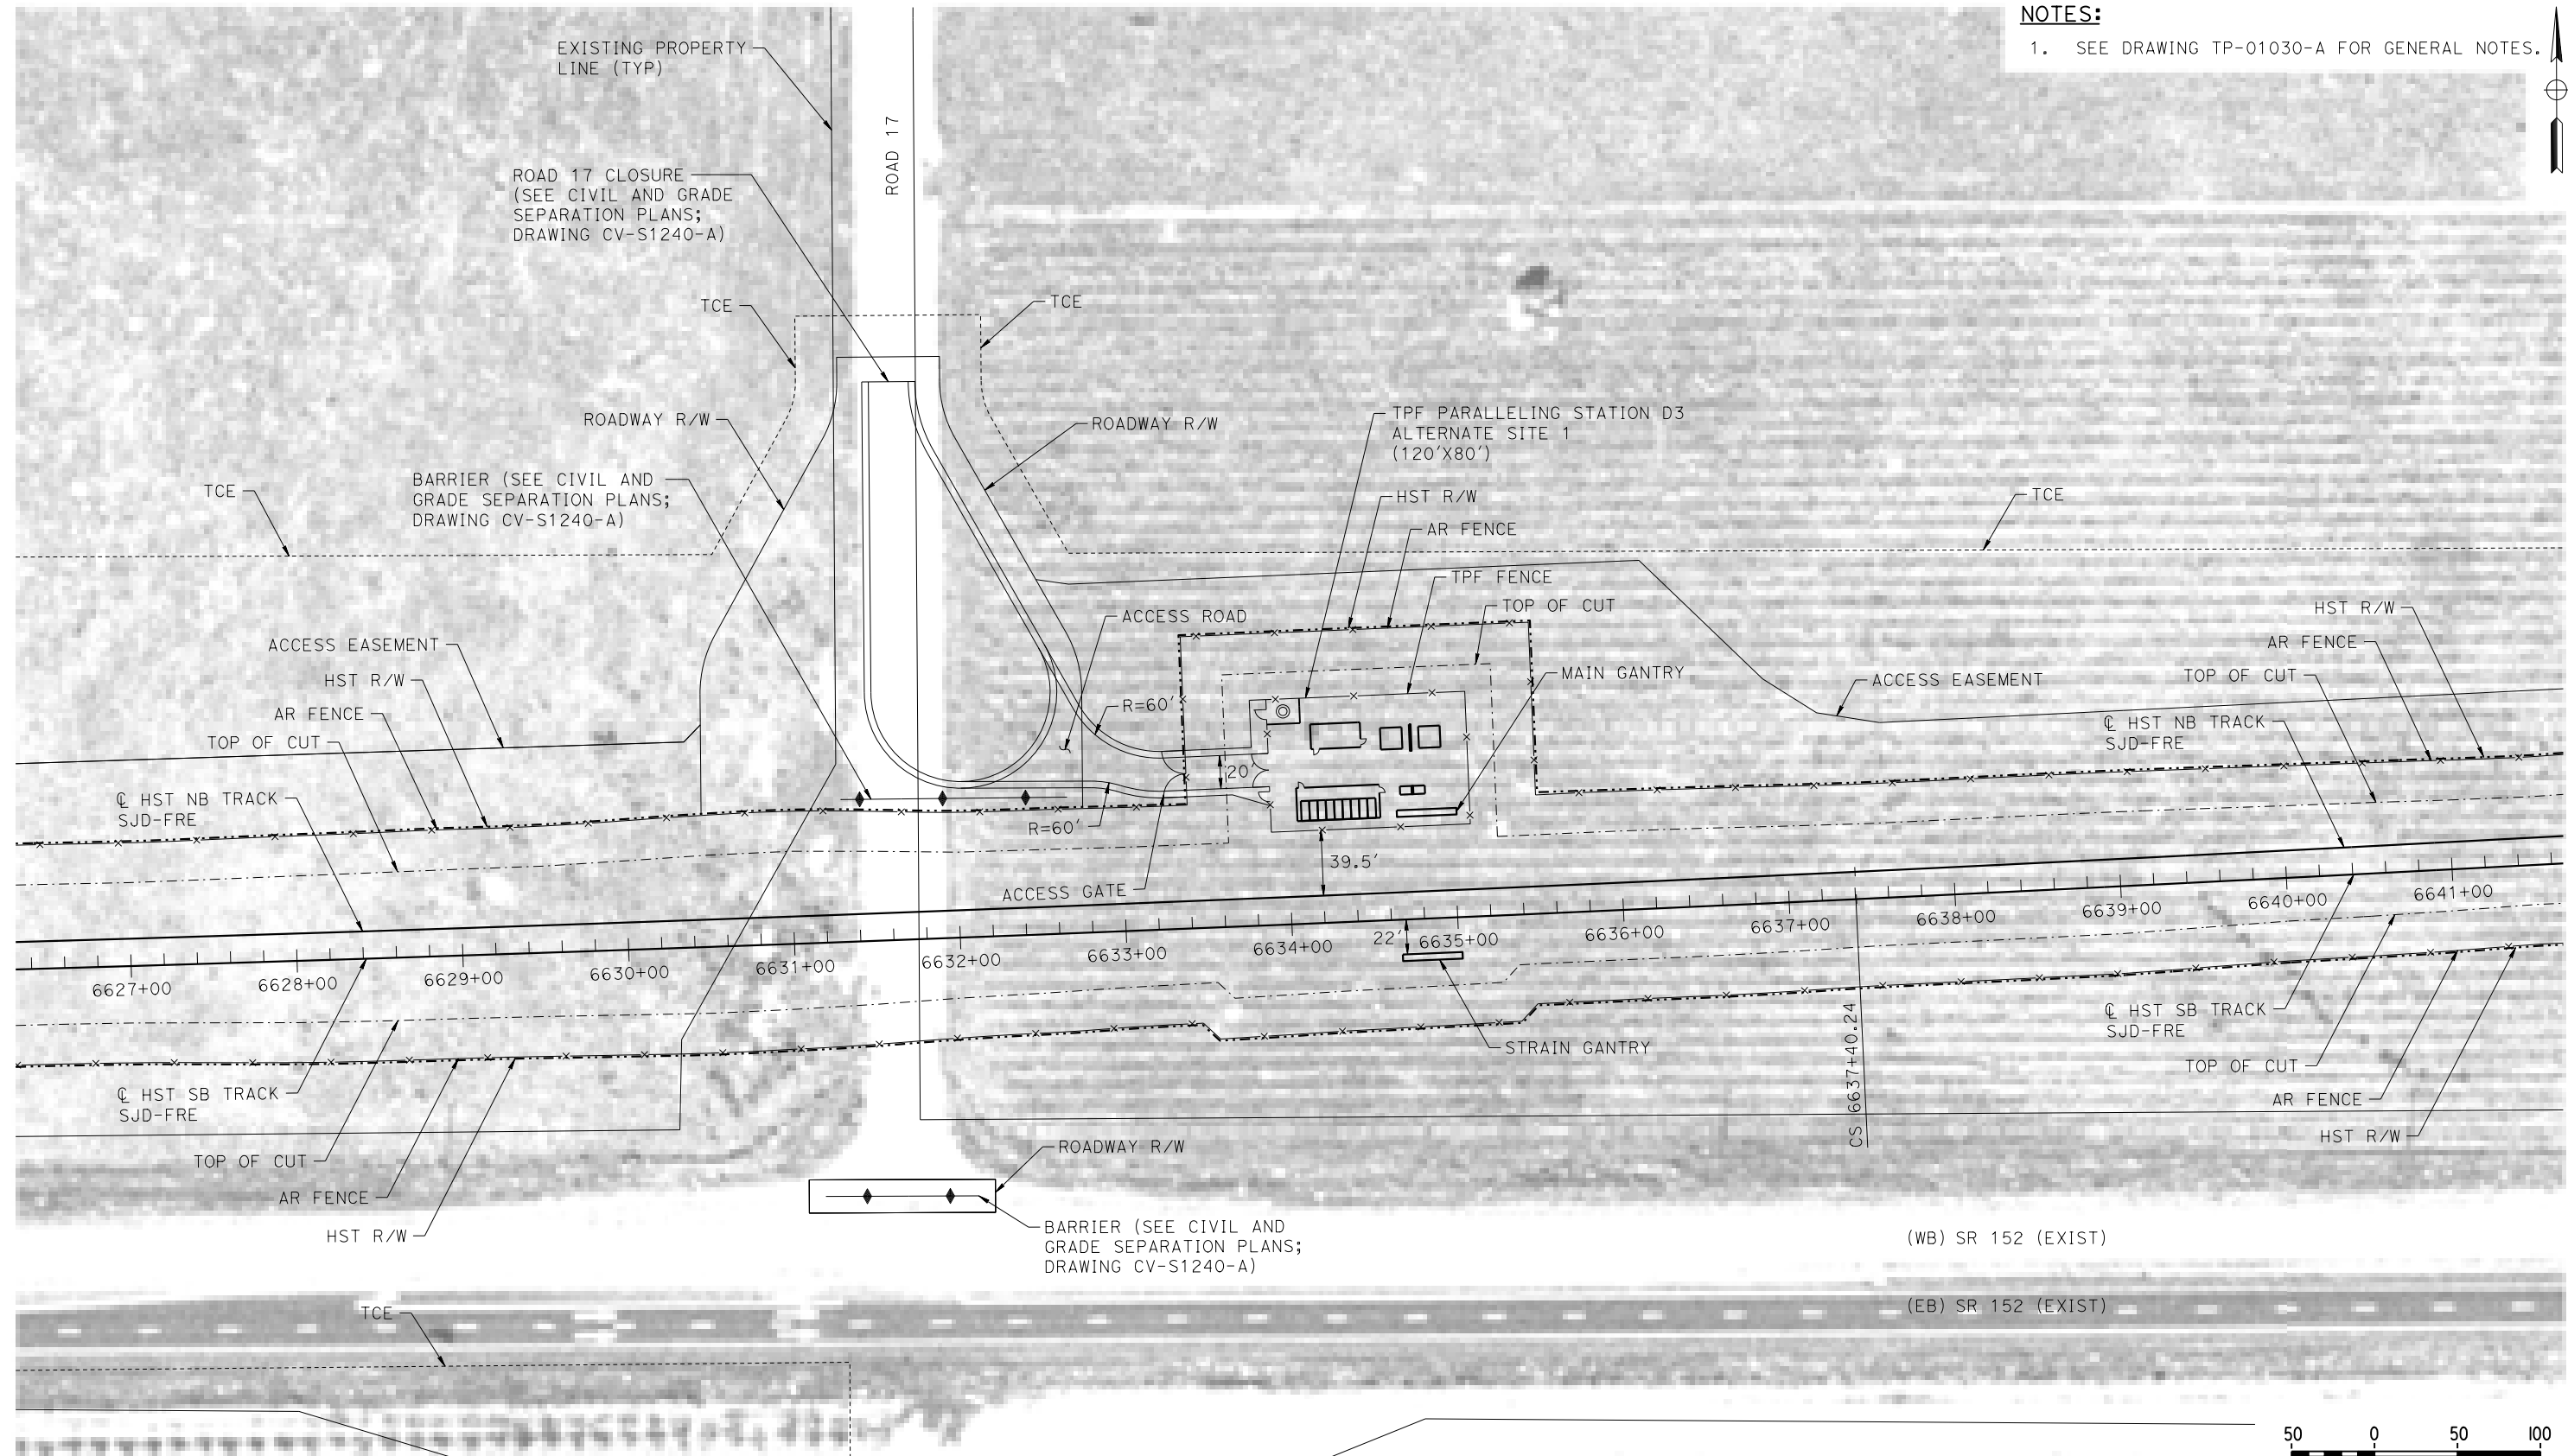 NOTES:
1. SEE DRAWING TP-01030-A FOR GENERAL NOTES.
EXISTING PROPERTY
LINE (TYP)
ROAD 17
ROAD 17 CLOSURE
(SEE CIVIL AND GRADE
SEPARATION PLANS;
DRAWING CV-S1240-A)
TCE
TCE
ROADWAY R/W
ROADWAY R/W
TPF PARALLELING STATION D3
ALTERNATE SITE 1
(120'X80')
BARRIER (SEE CIVIL AND
GRADE SEPARATION PLANS;
DRAWING CV-S1240-A)
TCE
HST R/W
TCE
AR FENCE
TPF FENCE
TOP OF CUT
HST R/W
ACCESS ROAD
AR FENCE
ACCESS EASEMENT
MAIN GANTRY
TOP OF CUT
HST R/W
ACCESS EASEMENT
R=60'
AR FENCE
℄ HST NB TRACK
SJD-FRE
TOP OF CUT
20'
℄ HST NB TRACK
SJD-FRE
R=60'
39.5'
ACCESS GATE
6627+00
6628+00
6629+00
6630+00
6631+00
6632+00
6633+00
6634+00
22'
6635+00
6636+00
6637+00
6638+00
6639+00
6640+00
6641+00
CS 6637+40.24
℄ HST SB TRACK
SJD-FRE
STRAIN GANTRY
TOP OF CUT
℄ HST SB TRACK
SJD-FRE
AR FENCE
HST R/W
ROADWAY R/W
TOP OF CUT
AR FENCE
HST R/W
BARRIER (SEE CIVIL AND
GRADE SEPARATION PLANS;
DRAWING CV-S1240-A)
(WB) SR 152 (EXIST)
(EB) SR 152 (EXIST)
TCE
50 0 50 100